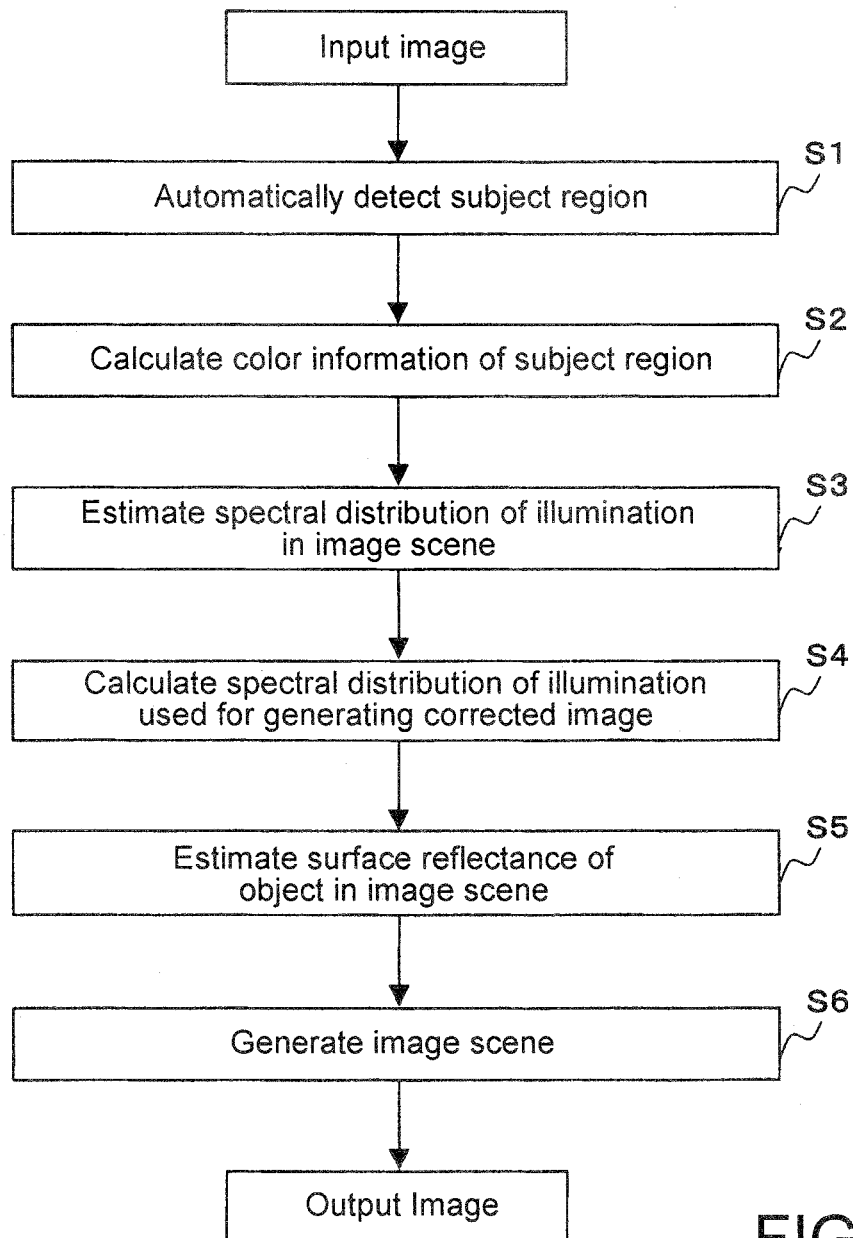 Input image
S1
Automatically detect subject region
S2
Calculate color information of subject region
S3
Estimate spectral distribution of illumination
in image scene
S4
Calculate spectral distribution of illumination
used for generating corrected image
S5
Estimate surface reflectance of
object in image scene
S6
Generate image scene
Output Image
FIG